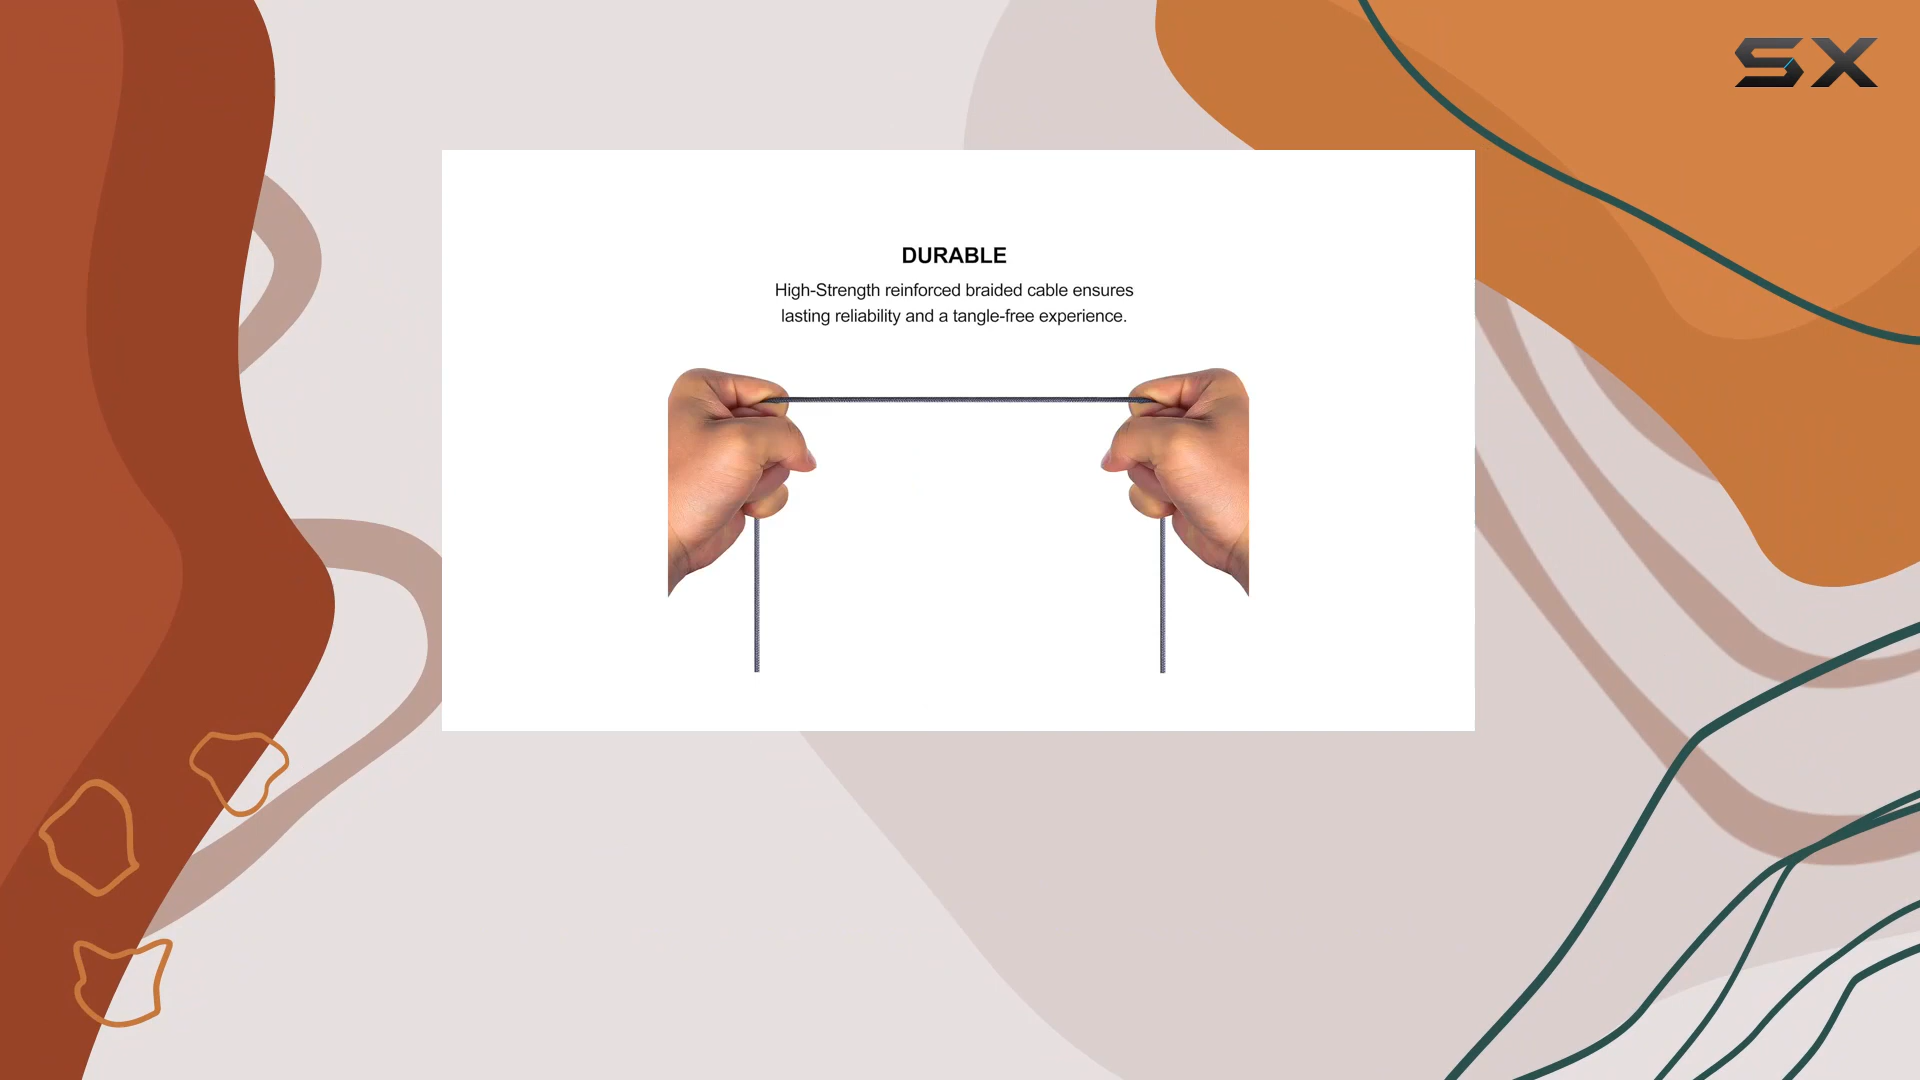 SX
DURABLE
High-Strength reinforced braided cable ensures
lasting reliability and a tangle-free experience.